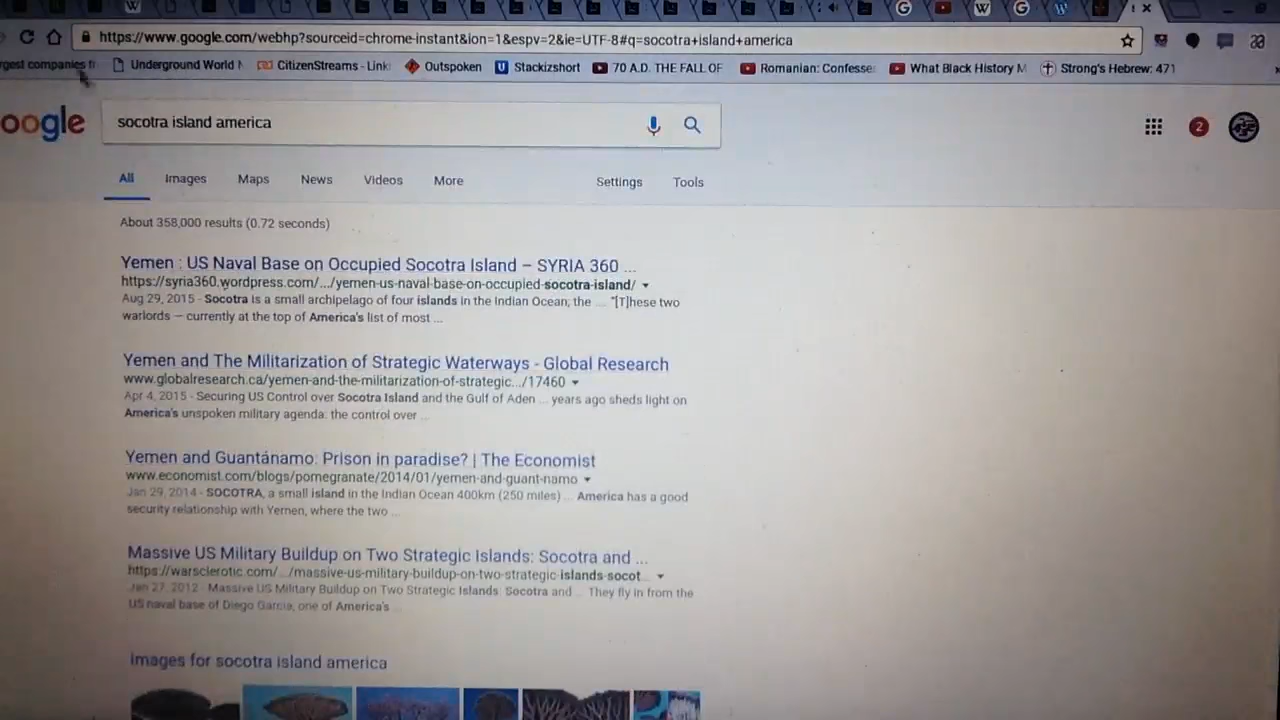 https://www.google.com/webhp?sourceid=chrome-instant&ion=1&espv=2&ie=UTF-8#q=socotra+island+america
rgest companies
Underground World
CitizenStreams - Link
Outspoken
Stackizshort
70 A.D. THE FALL OF
Romanian: Confesse
What Black History M
Strong's Hebrew: 471
oogle
socotra island america
2
All
Images
Maps
News
Videos
More
Settings
Tools
About 358,000 results (0.72 seconds)
Yemen : US Naval Base on Occupied Socotra Island – SYRIA 360 ...
https://syria360.wordpress.com/.../yemen-us-naval-base-on-occupied-socotra-island/
Aug 29, 2015 - Socotra is a small archipelago of four islands in the Indian Ocean; the ... "[T]hese two
warlords — currently at the top of America's list of most ...
Yemen and The Militarization of Strategic Waterways - Global Research
www.globalresearch.ca/yemen-and-the-militarization-of-strategic.../17460
Apr 4, 2015 - Securing US Control over Socotra Island and the Gulf of Aden ... years ago sheds light on
America's unspoken military agenda: the control over ...
Yemen and Guantánamo: Prison in paradise? | The Economist
www.economist.com/blogs/pomegranate/2014/01/yemen-and-guant-namo
Jan 29, 2014 - SOCOTRA, a small island in the Indian Ocean 400km (250 miles) ... America has a good
security relationship with Yemen, where the two ...
Massive US Military Buildup on Two Strategic Islands: Socotra and ...
https://warsclerotic.com/.../massive-us-military-buildup-on-two-strategic-islands-socot...
Jan 27, 2012 - Massive US Military Buildup on Two Strategic Islands: Socotra and ... They fly in from the
US naval base of Diego Garcia, one of America's ...
Images for socotra island america